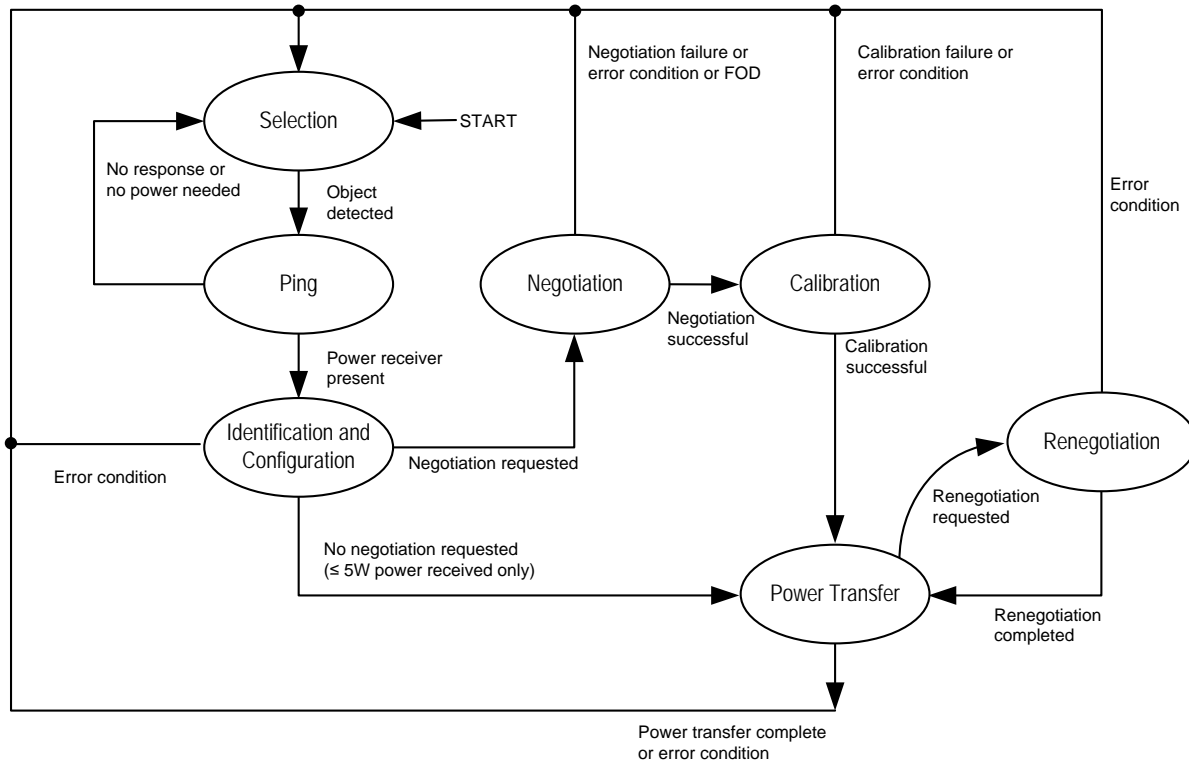 Negotiation failure or
error condition or FOD
Calibration failure or
error condition
Selection
START
No response or
no power needed
Object
detected
Error
condition
Ping
Negotiation
Calibration
Negotiation
successful
Power receiver
present
Calibration
successful
Identification and
Configuration
Renegotiation
Error condition
Negotiation requested
Renegotiation
requested
No negotiation requested
(≤ 5W power received only)
Power Transfer
Renegotiation
completed
Power transfer complete
or error condition